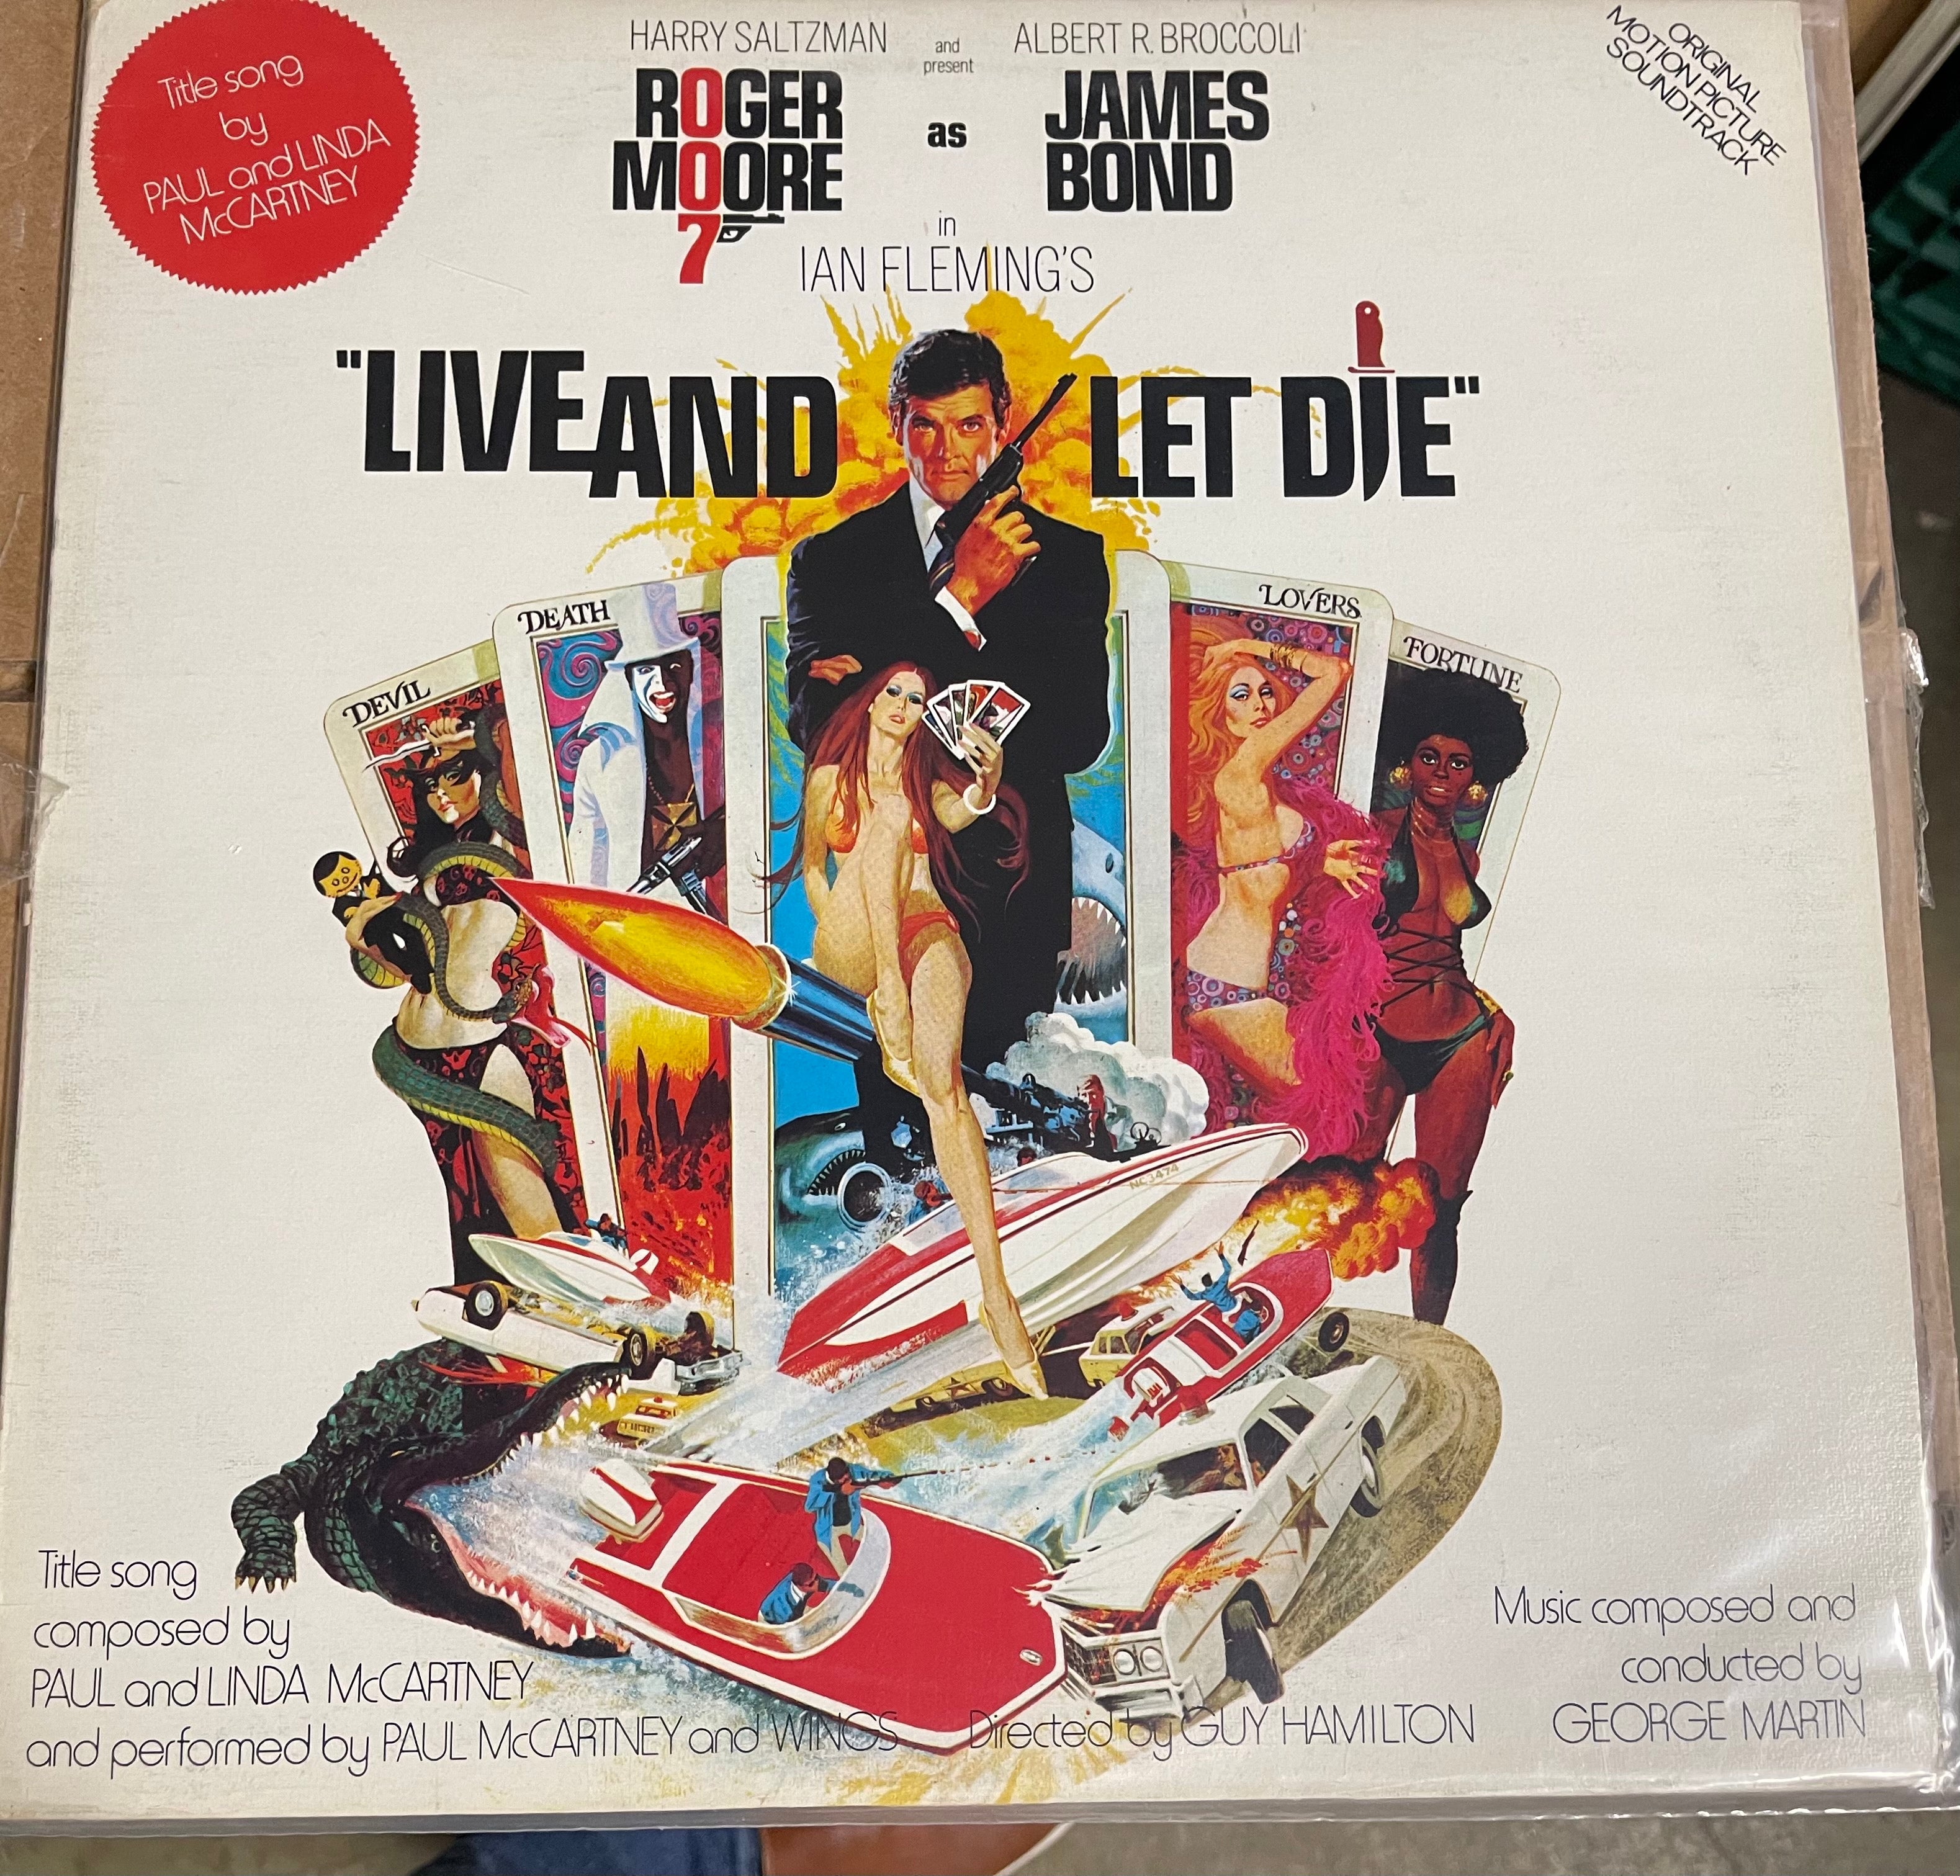 Title song
by
PAUL and LINDA
McCARTNEY
HARRY SALTZMAN and ALBERT R. BROCCOLI
present
ROGER
MOORE
7
as
JAMES
BOND
in
IAN FLEMING'S
ORIGINAL
MOTION PICTURE
SOUNDTRACK
"LIVE AND LET DIE"
DEVIL
DEATH
LOVERS
FORTUNE
NC3474
Title song
composed by
PAUL and LINDA McCARTNEY
and performed by PAUL McCARTNEY and WINGS
Directed by GUY HAMILTON
Music composed and
conducted by
GEORGE MARTIN